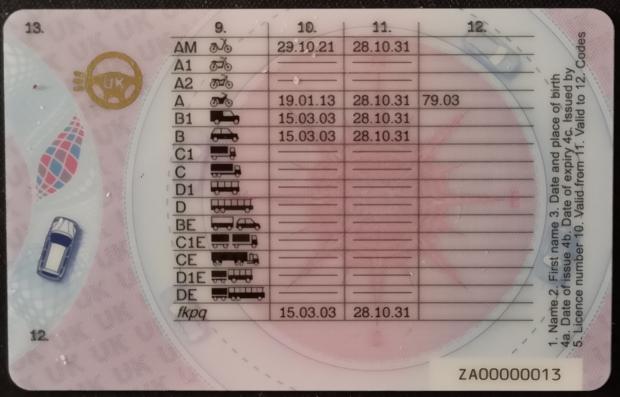 13. 9. 10. 11. 12.
AM 29.10.21 28.10.31
A1
A2
A 19.01.13 28.10.31 79.03
B1 15.03.03 28.10.31
B 15.03.03 28.10.31
C1
C
D1
D
BE
C1E
CE
D1E
DE
fkpq 15.03.03 28.10.31
UK
12.
1. Name 2. First name 3. Date and place of birth
4a. Date of issue 4b. Date of expiry 4c. Issued by
5. Licence number 10. Valid from 11. Valid to 12. Codes
ZA00000013